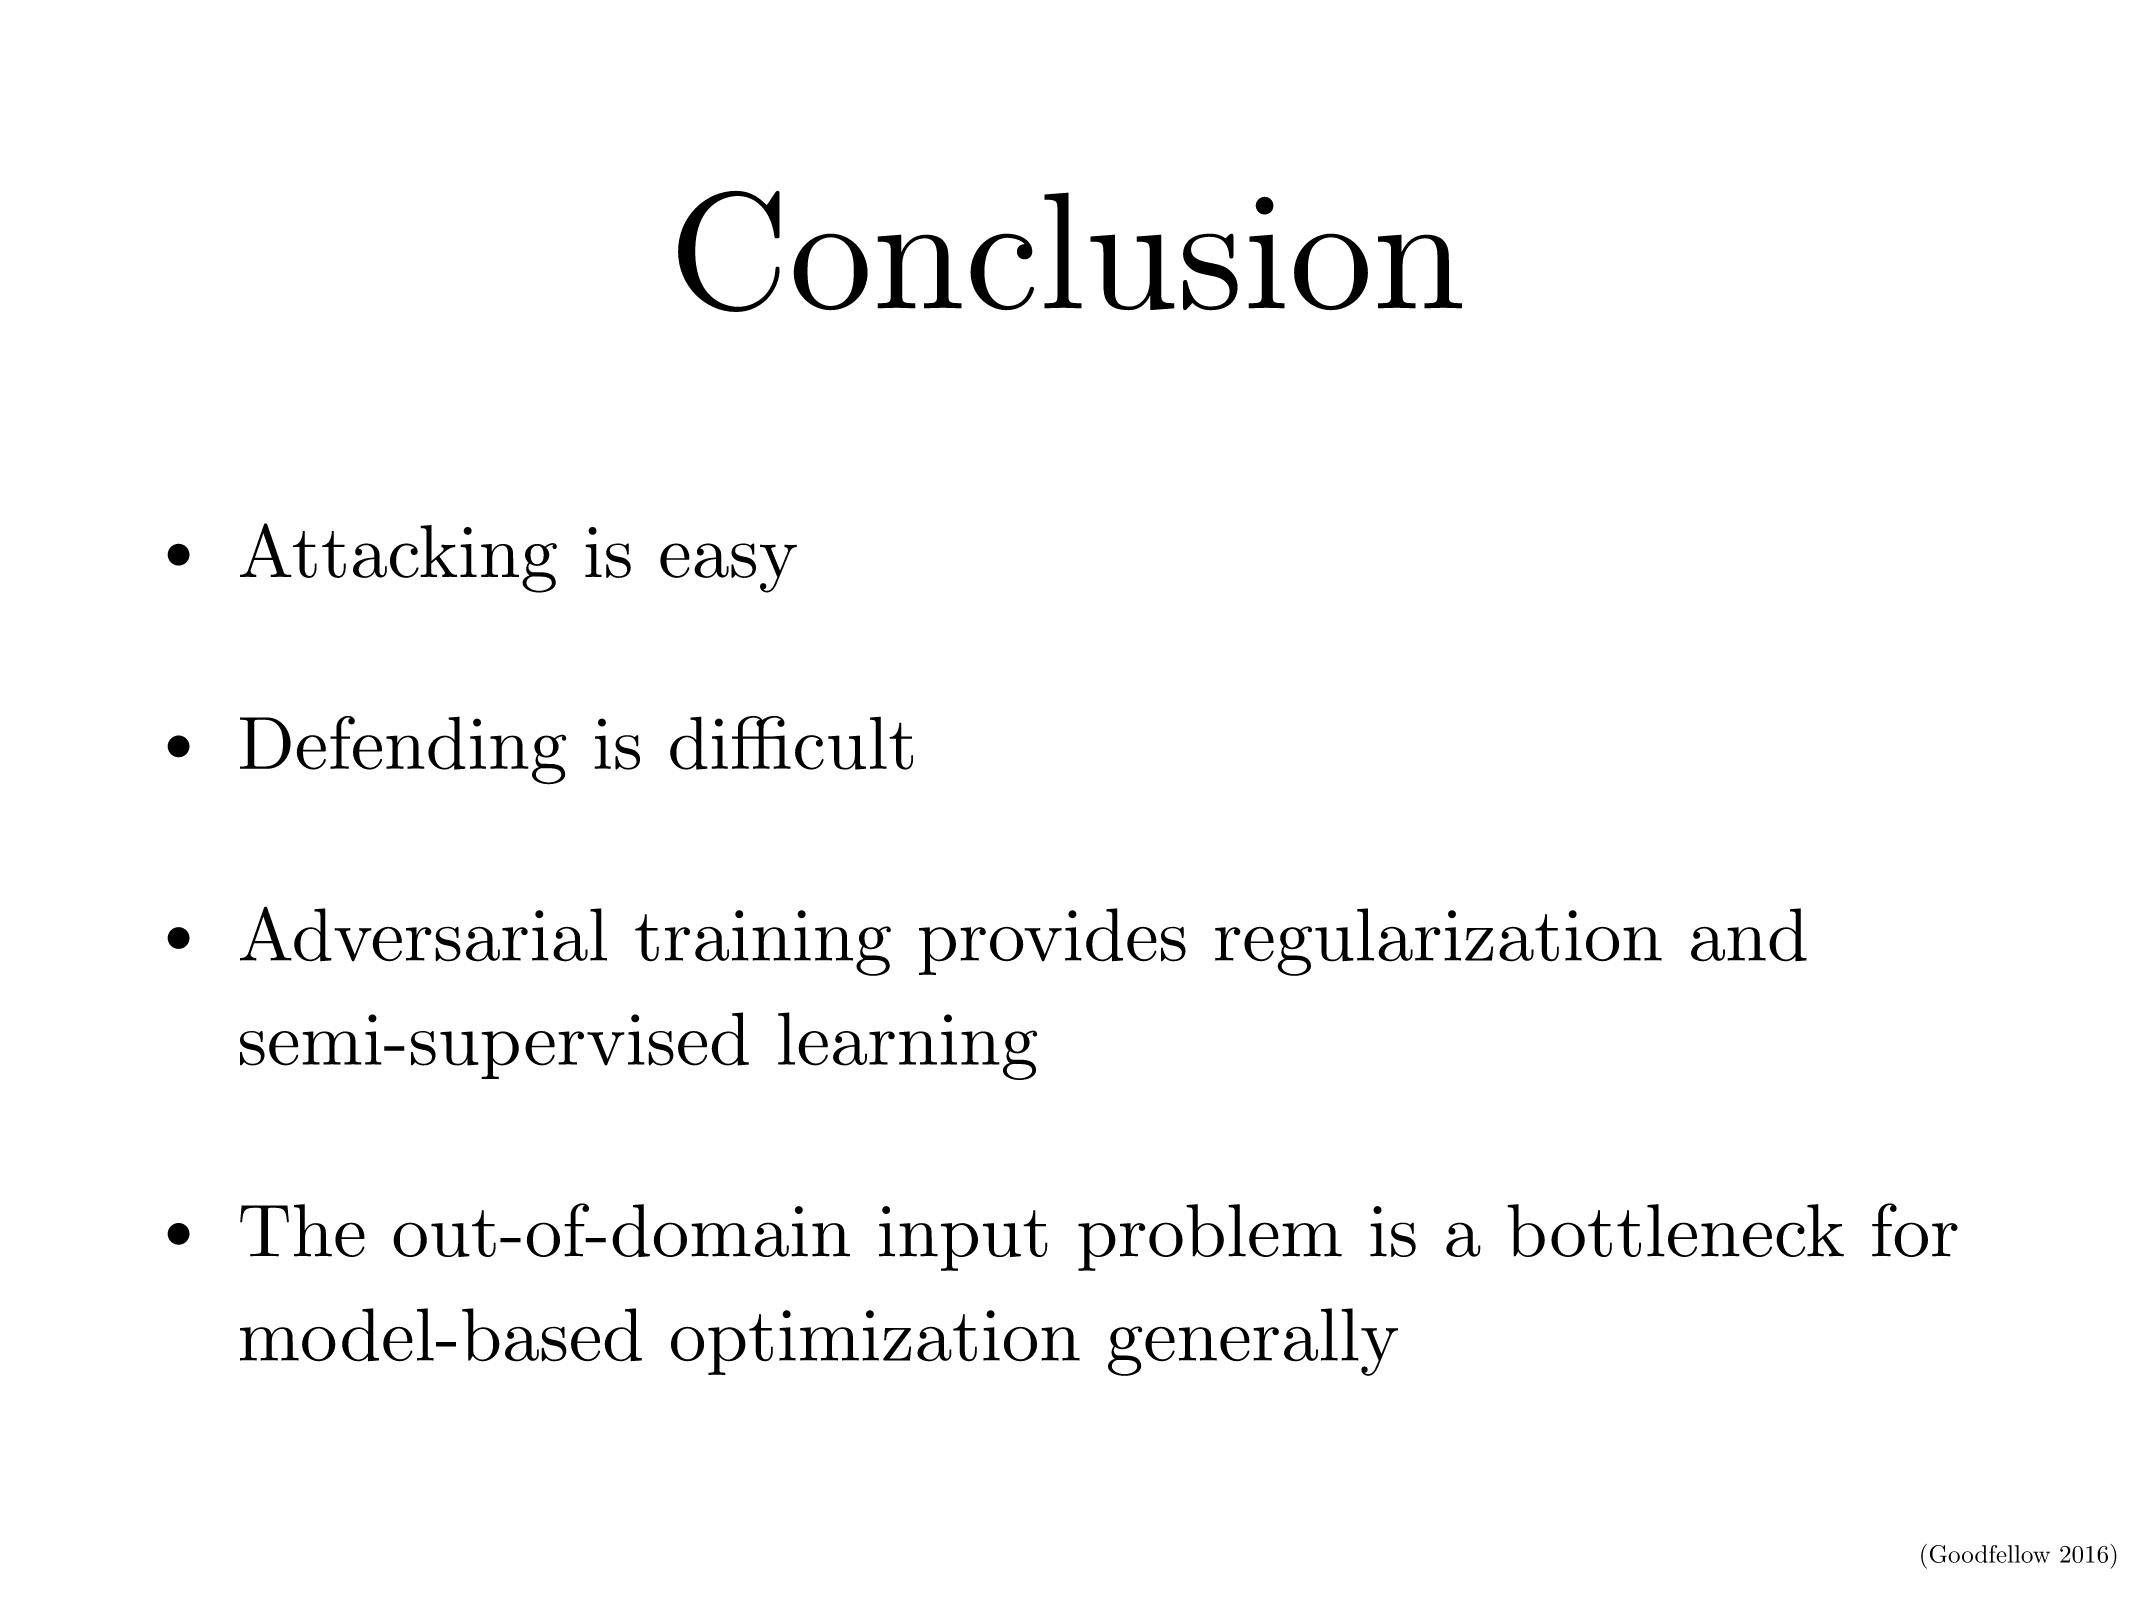 Conclusion
• Attacking is easy
• Defending is difficult
• Adversarial training provides regularization and
semi-supervised learning
• The out-of-domain input problem is a bottleneck for
model-based optimization generally
(Goodfellow 2016)